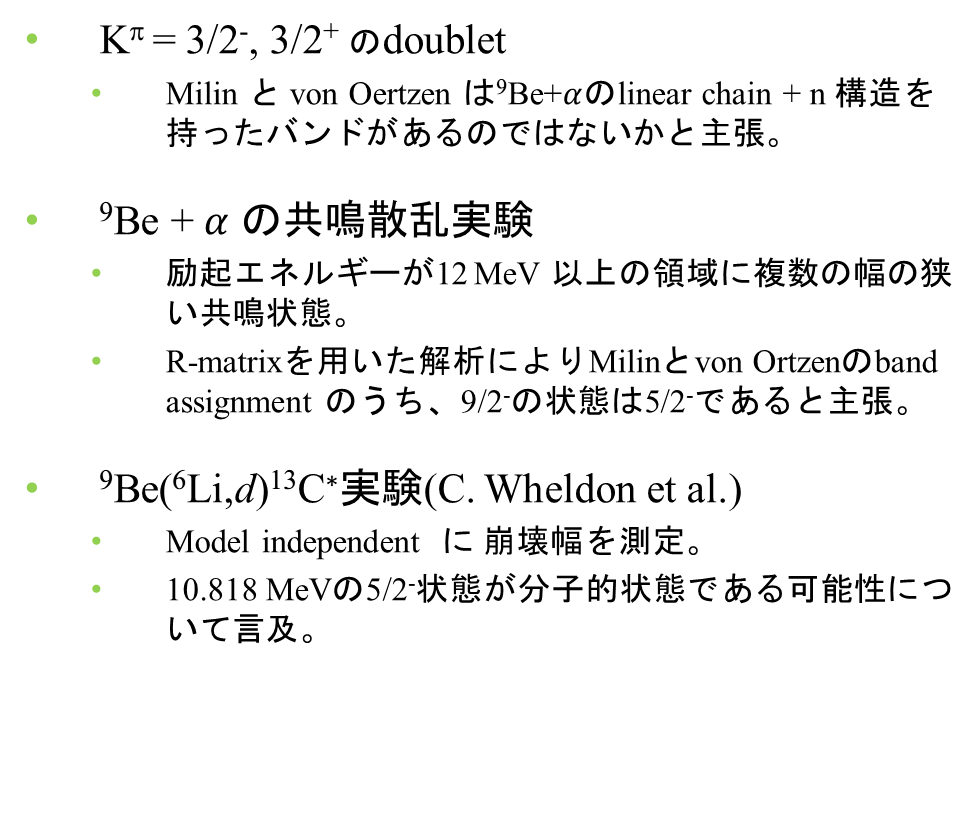 • Kπ = 3/2-, 3/2+ のdoublet
• Milin と von Oertzen は9Be+αのlinear chain + n 構造を
持ったバンドがあるのではないかと主張。
• 9Be + α の共鳴散乱実験
• 励起エネルギーが12 MeV 以上の領域に複数の幅の狭
い共鳴状態。
• R-matrixを用いた解析によりMilinとvon Ortzenのband
assignment のうち、9/2-の状態は5/2-であると主張。
• 9Be(6Li,d)13C*実験(C. Wheldon et al.)
• Model independent に 崩壊幅を測定。
• 10.818 MeVの5/2-状態が分子的状態である可能性につ
いて言及。